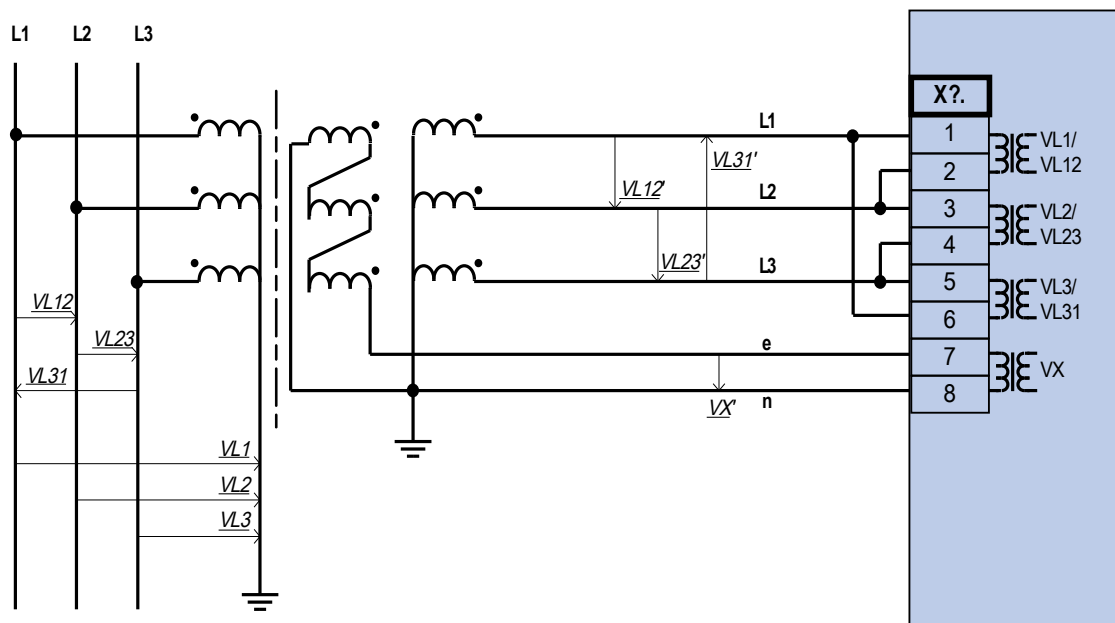 L1 L2 L3
X?.
L1
1
VL1/
VL12
VL31'
2
VL12'
L2
3
VL2/
VL23
4
VL23'
L3
5
VL3/
VL31
6
VL12
VL23
e
7
VX
VL31
n
8
VX'
VL1
VL2
VL3